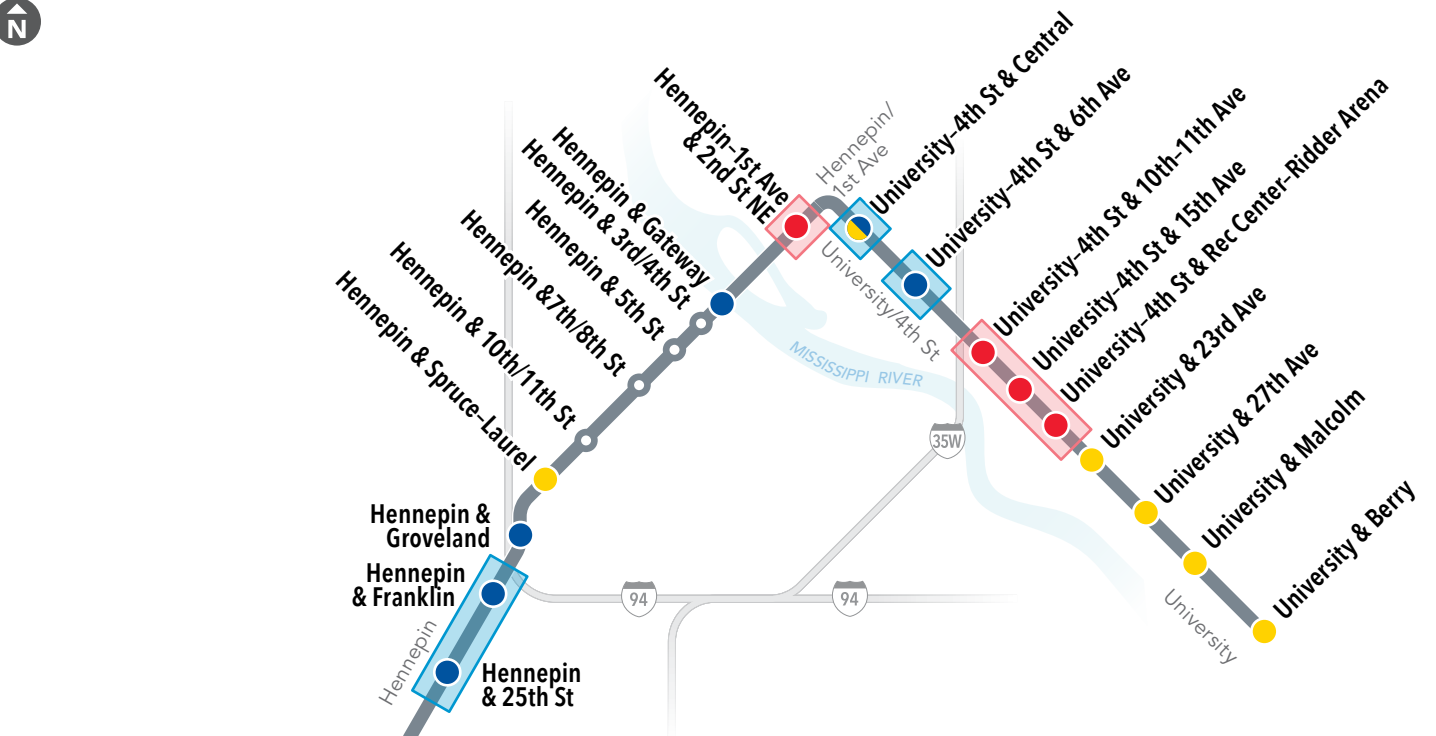 N
Hennepin–1st Ave
& 2nd St NE
Hennepin & Gateway
Hennepin & 3rd/4th St
Hennepin & 5th St
Hennepin &7th/8th St
Hennepin & 10th/11th St
Hennepin & Spruce–Laurel
Hennepin &
Groveland
Hennepin
& Franklin
Hennepin
Hennepin
& 25th St
Hennepin/
1st Ave
University–4th St & Central
University–4th St & 6th Ave
University/4th St
University–4th St & 10th-11th Ave
University–4th St & 15th Ave
University–4th St & Rec Center- Ridder Arena
University & 23rd Ave
University & 27th Ave
University & Malcolm
University & Berry
University
MISSISSIPPI RIVER
35W
94
94